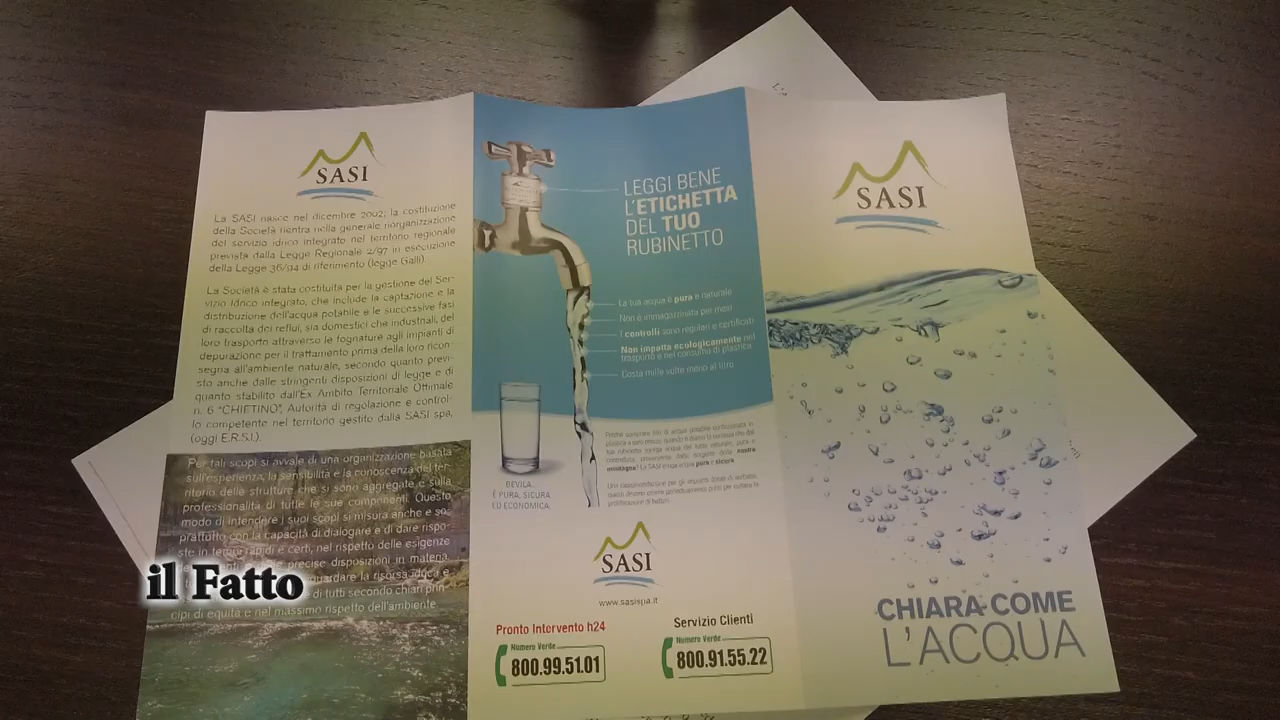 SASI
La SASI nasce nel dicembre 2002; la costituzione
della Società rientra nella generale riorganizzazione
del servizio idrico integrato nel territorio regionale
prevista dalla Legge Regionale 2/97 in esecuzione
della Legge 36/94 di riferimento (legge Galli).
La Società è stata costituita per la gestione del Ser-
vizio Idrico integrato, che include la captazione e la
distribuzione dell'acqua potabile e le successive fasi
di raccolta dei reflui, sia domestici che industriali, del
loro trasporto attraverso le fognature agli impianti di
depurazione per il trattamento prima della loro ricon-
segna all'ambiente naturale, secondo quanto previ-
sto anche dalle stringenti disposizioni di legge e di
quanto stabilito dall'Ex Ambito Territoriale Ottimale
n. 6 "CHIETINO", Autorità di regolazione e control-
lo competente nel territorio gestito dalla SASI spa,
(oggi E.R.S.I.).
Per tali scopi si avvale di una organizzazione basata
sull'esperienza, la sensibilità e la conoscenza del ter-
ritorio delle strutture che si sono aggregate e sulla
professionalità di tutte le sue componenti. Questo
modo di intendere i suoi scopi si misura anche e so-
prattutto con la capacità di dialogare e di dare rispo-
ste in tempi rapidi e certi, nel rispetto delle esigenze
precise disposizioni in materia
guardare la risorsa idrica e
di tutti secondo chiari prin-
cipi di equità e nel massimo rispetto dell'ambiente
il Fatto
LEGGI BENE
L'ETICHETTA
DEL TUO
RUBINETTO
La tua acqua è pura e naturale
Non è immagazzinata per mesi
I controlli sono regolari e certificati
Non impatta ecologicamente nel
trasporto e nel consumo di plastica
Costa mille volte meno al litro
BEVILA.
È PURA, SICURA
ED ECONOMICA.
SASI
www.sasispa.it
Pronto Intervento h24
Numero Verde
800.99.51.01
Servizio Clienti
Numero Verde
800.91.55.22
SASI
CHIARA COME
L'ACQUA